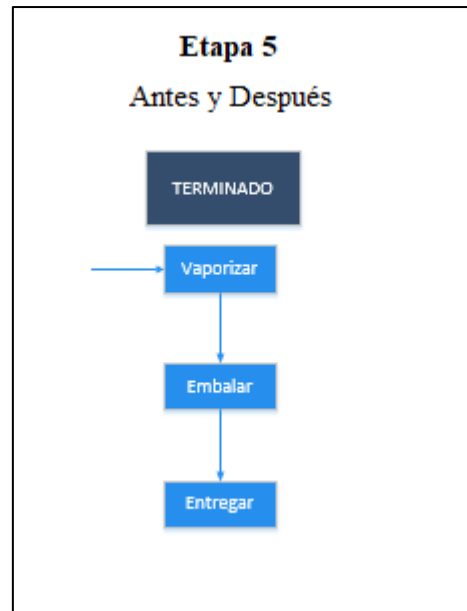 Etapa 5
Antes y Después
TERMINADO
Vaporizar
Embalar
Entregar